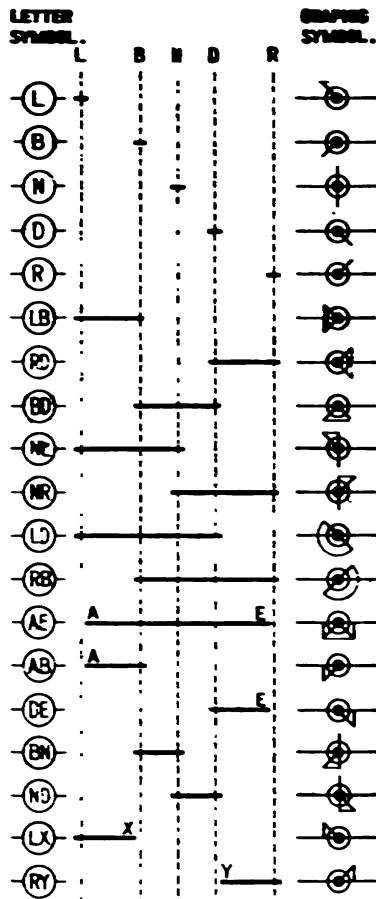 LETTER GRAPHIC
SYMBOL. SYMBOL.
L B N D R
L
B
N
D
R
LB
RD
BD
NL
NR
LD
RB
AE A E
AB A
DE E
BN
ND
LX X
RY Y